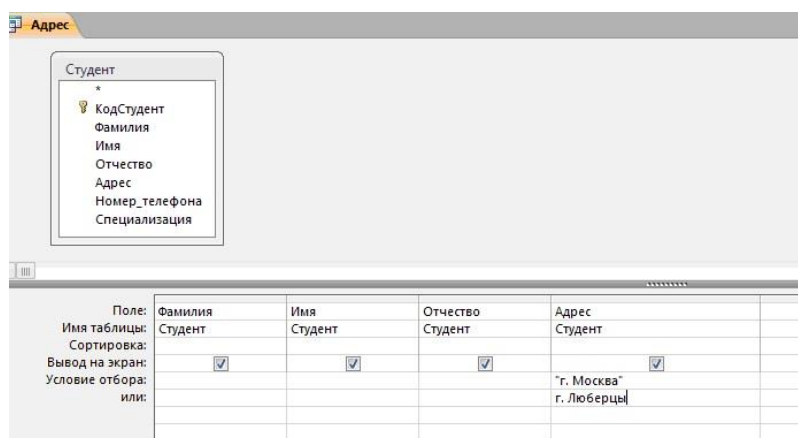 Адрес
Студент
*
КодСтудент
Фамилия
Имя
Отчество
Адрес
Номер_телефона
Специализация
Поле: Фамилия Имя Отчество Адрес
Имя таблицы: Студент Студент Студент Студент
Сортировка:
Вывод на экран:
Условие отбора: "г. Москва"
или: г. Люберцы